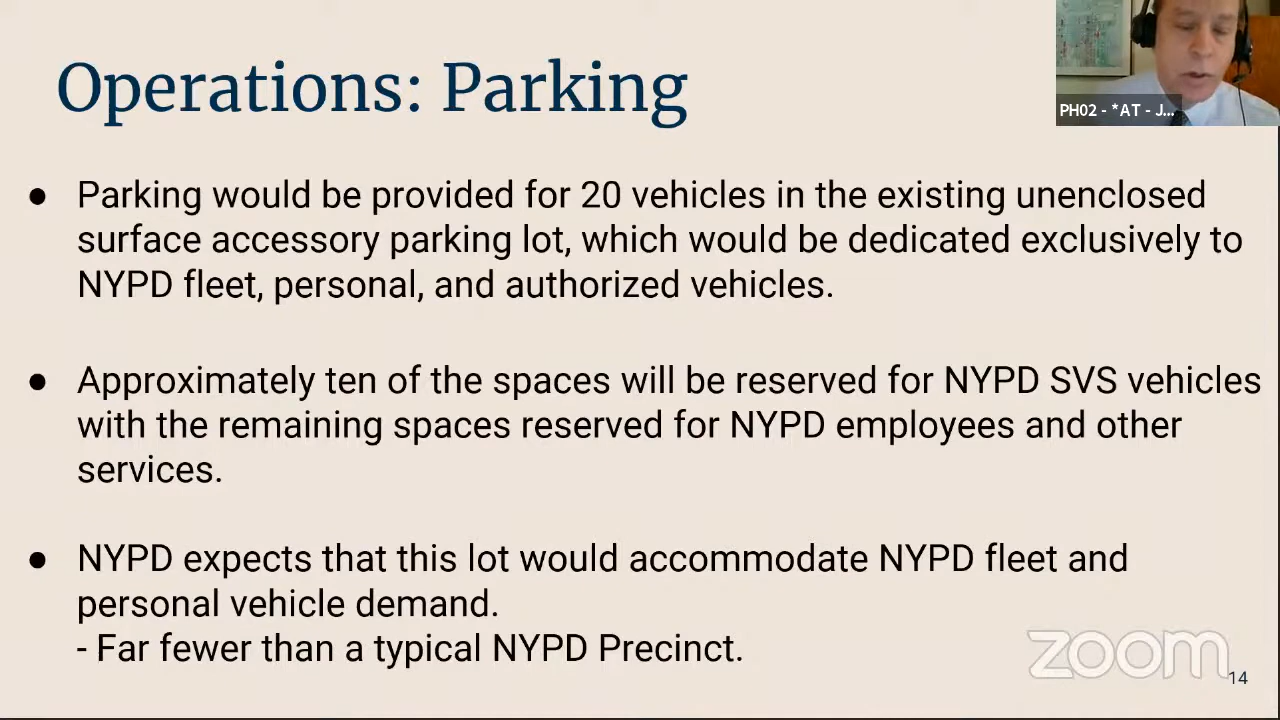 Operations: Parking
PH02 - *AT - J...
● Parking would be provided for 20 vehicles in the existing unenclosed
surface accessory parking lot, which would be dedicated exclusively to
NYPD fleet, personal, and authorized vehicles.
● Approximately ten of the spaces will be reserved for NYPD SVS vehicles
with the remaining spaces reserved for NYPD employees and other
services.
● NYPD expects that this lot would accommodate NYPD fleet and
personal vehicle demand.
- Far fewer than a typical NYPD Precinct.
zoom
14